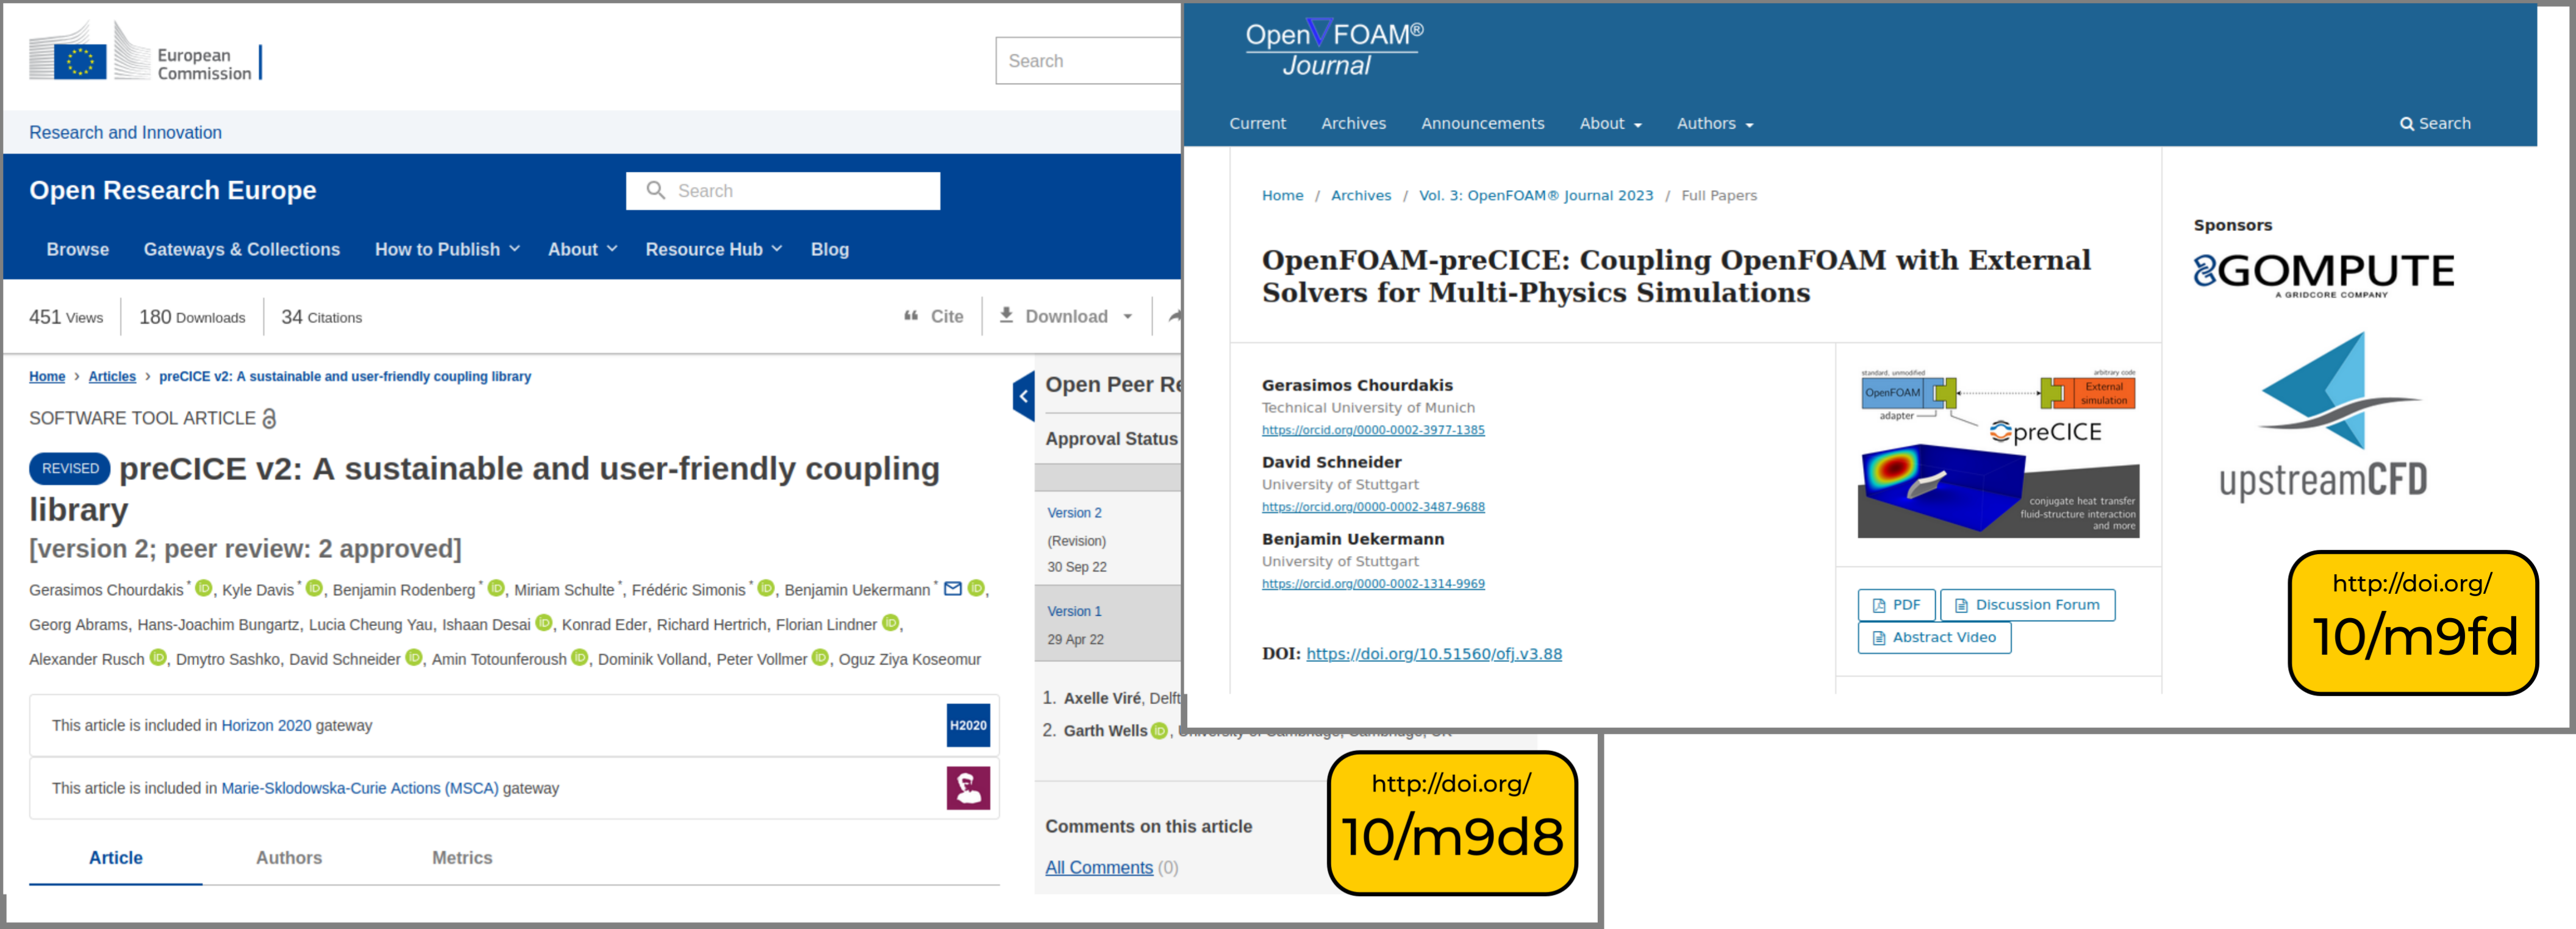 European
Commission
Search
Research and Innovation
Open Research Europe
Search
Browse Gateways & Collections How to Publish About Resource Hub Blog
451 Views 180 Downloads 34 Citations
Cite Download
Home > Articles > preCICE v2: A sustainable and user-friendly coupling library
SOFTWARE TOOL ARTICLE
REVISED preCICE v2: A sustainable and user-friendly coupling
library
[version 2; peer review: 2 approved]
Gerasimos Chourdakis*, Kyle Davis*, Benjamin Rodenberg*, Miriam Schulte*, Frédéric Simonis*, Benjamin Uekermann*,
Georg Abrams, Hans-Joachim Bungartz, Lucia Cheung Yau, Ishaan Desai, Konrad Eder, Richard Hertrich, Florian Lindner,
Alexander Rusch, Dmytro Sashko, David Schneider, Amin Totounferoush, Dominik Volland, Peter Vollmer, Oguz Ziya Koseomur
This article is included in Horizon 2020 gateway
H2020
This article is included in Marie-Sklodowska-Curie Actions (MSCA) gateway
Article Authors Metrics
Open Peer Re
Approval Status
Version 2
(Revision)
30 Sep 22
Version 1
29 Apr 22
1. Axelle Viré, Delft
2. Garth Wells, University of Cambridge, Cambridge, UK
Comments on this article
All Comments (0)
http://doi.org/
10/m9d8
OpenFOAM®
Journal
Current Archives Announcements About Authors Search
Home / Archives / Vol. 3: OpenFOAM® Journal 2023 / Full Papers
OpenFOAM-preCICE: Coupling OpenFOAM with External
Solvers for Multi-Physics Simulations
Gerasimos Chourdakis
Technical University of Munich
https://orcid.org/0000-0002-3977-1385
David Schneider
University of Stuttgart
https://orcid.org/0000-0002-3487-9688
Benjamin Uekermann
University of Stuttgart
https://orcid.org/0000-0002-1314-9969
DOI: https://doi.org/10.51560/ofj.v3.88
standard, unmodified
arbitrary code
OpenFOAM
External
simulation
adapter
preCICE
conjugate heat transfer
fluid-structure interaction
and more
PDF Discussion Forum
Abstract Video
Sponsors
GOMPUTE
A GRIDCORE COMPANY
upstreamCFD
http://doi.org/
10/m9fd